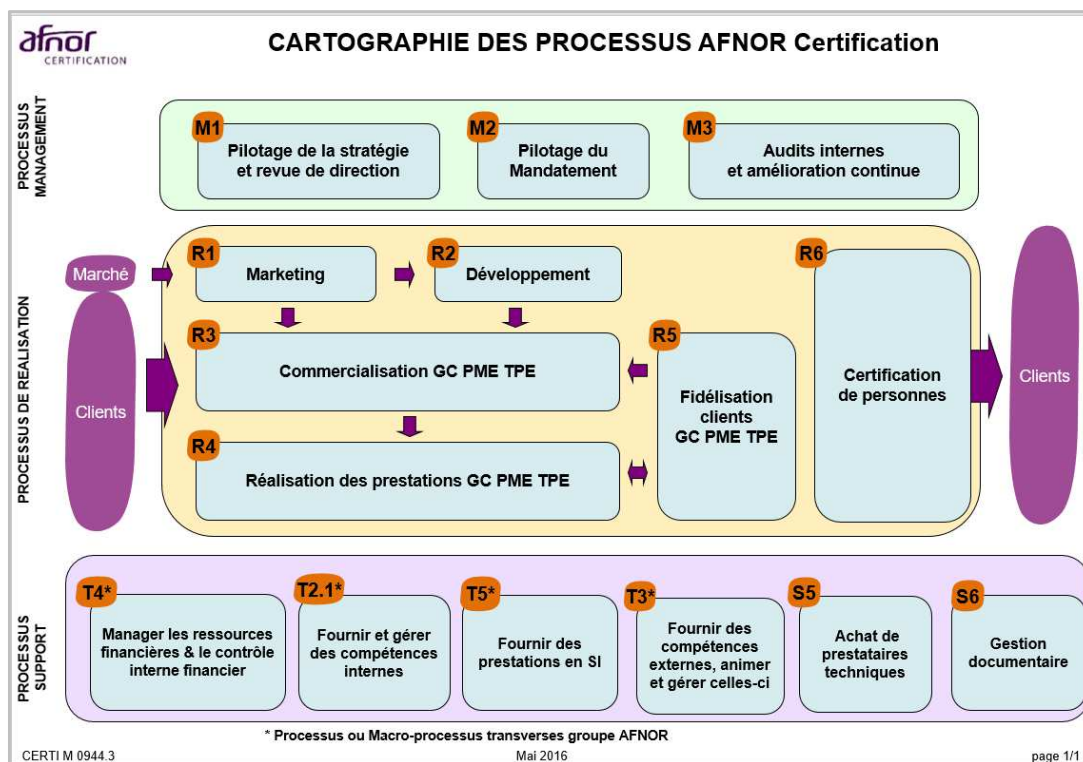 afnor
CERTIFICATION
CARTOGRAPHIE DES PROCESSUS AFNOR Certification
PROCESSUS
MANAGEMENT
M1
Pilotage de la stratégie
et revue de direction
M2
Pilotage du
Mandatement
M3
Audits internes
et amélioration continue
PROCESSUS DE REALISATION
Marché
Clients
R1
Marketing
R2
Développement
R3
Commercialisation GC PME TPE
R4
Réalisation des prestations GC PME TPE
R5
Fidélisation
clients
GC PME TPE
R6
Certification
de personnes
Clients
PROCESSUS
SUPPORT
T4*
Manager les ressources
financières & le contrôle
interne financier
T2.1*
Fournir et gérer
des compétences
internes
T5*
Fournir des
prestations en SI
T3*
Fournir des
compétences
externes, animer
et gérer celles-ci
S5
Achat de
prestataires
techniques
S6
Gestion
documentaire
* Processus ou Macro-processus transverses groupe AFNOR
CERTI M 0944.3
Mai 2016
page 1/1